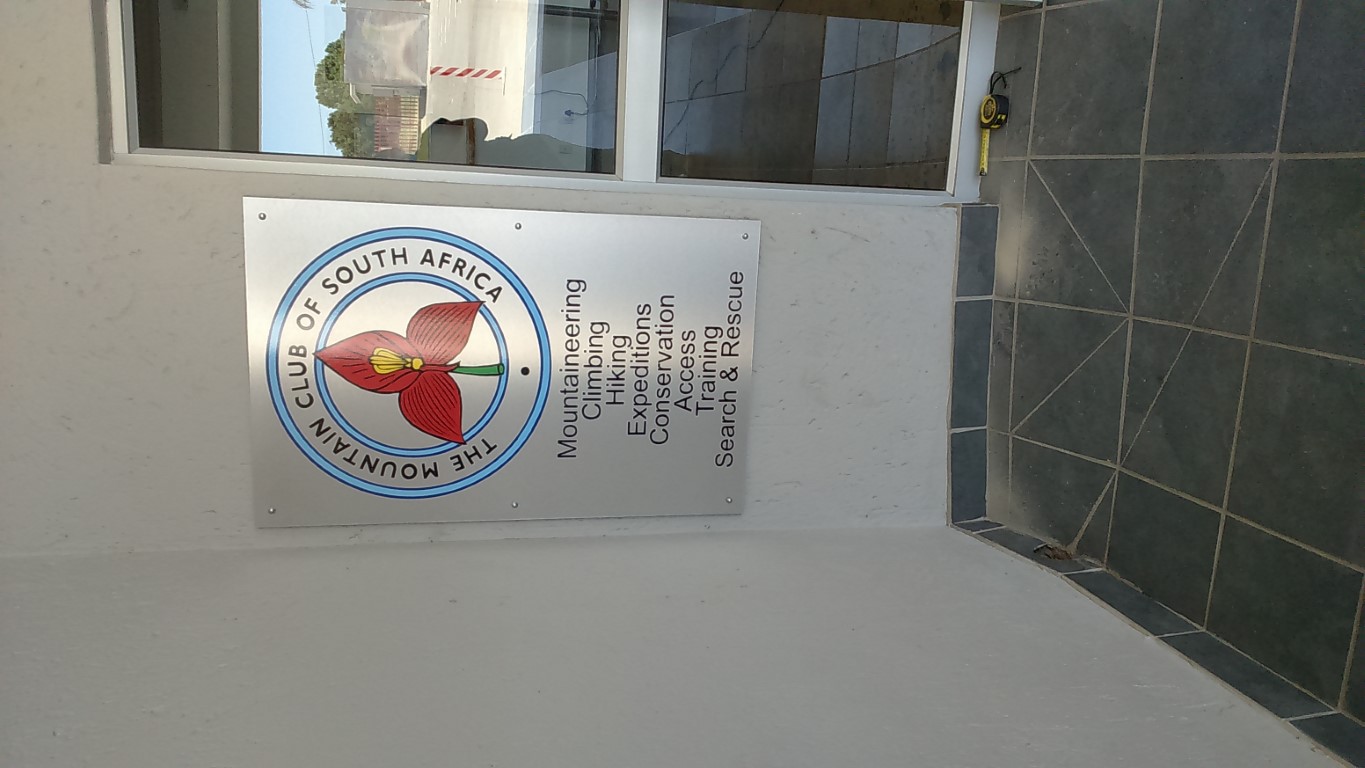 THE MOUNTAIN CLUB OF SOUTH AFRICA
Mountaineering
Climbing
Hiking
Expeditions
Conservation
Access
Training
Search & Rescue